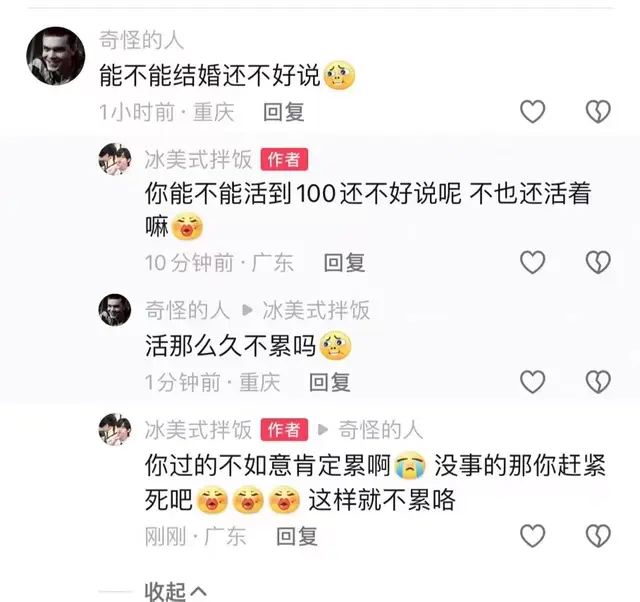 奇怪的人
能不能结婚还不好说
1小时前·重庆 回复
冰美式拌饭 作者
你能不能活到100还不好说呢 不也还活着
嘛
10分钟前·广东 回复
奇怪的人 ▶ 冰美式拌饭
活那么久不累吗
1分钟前·重庆 回复
冰美式拌饭 作者 ▶ 奇怪的人
你过的不如意肯定累啊 没事的那你赶紧
死吧 这样就不累咯
刚刚·广东 回复
收起